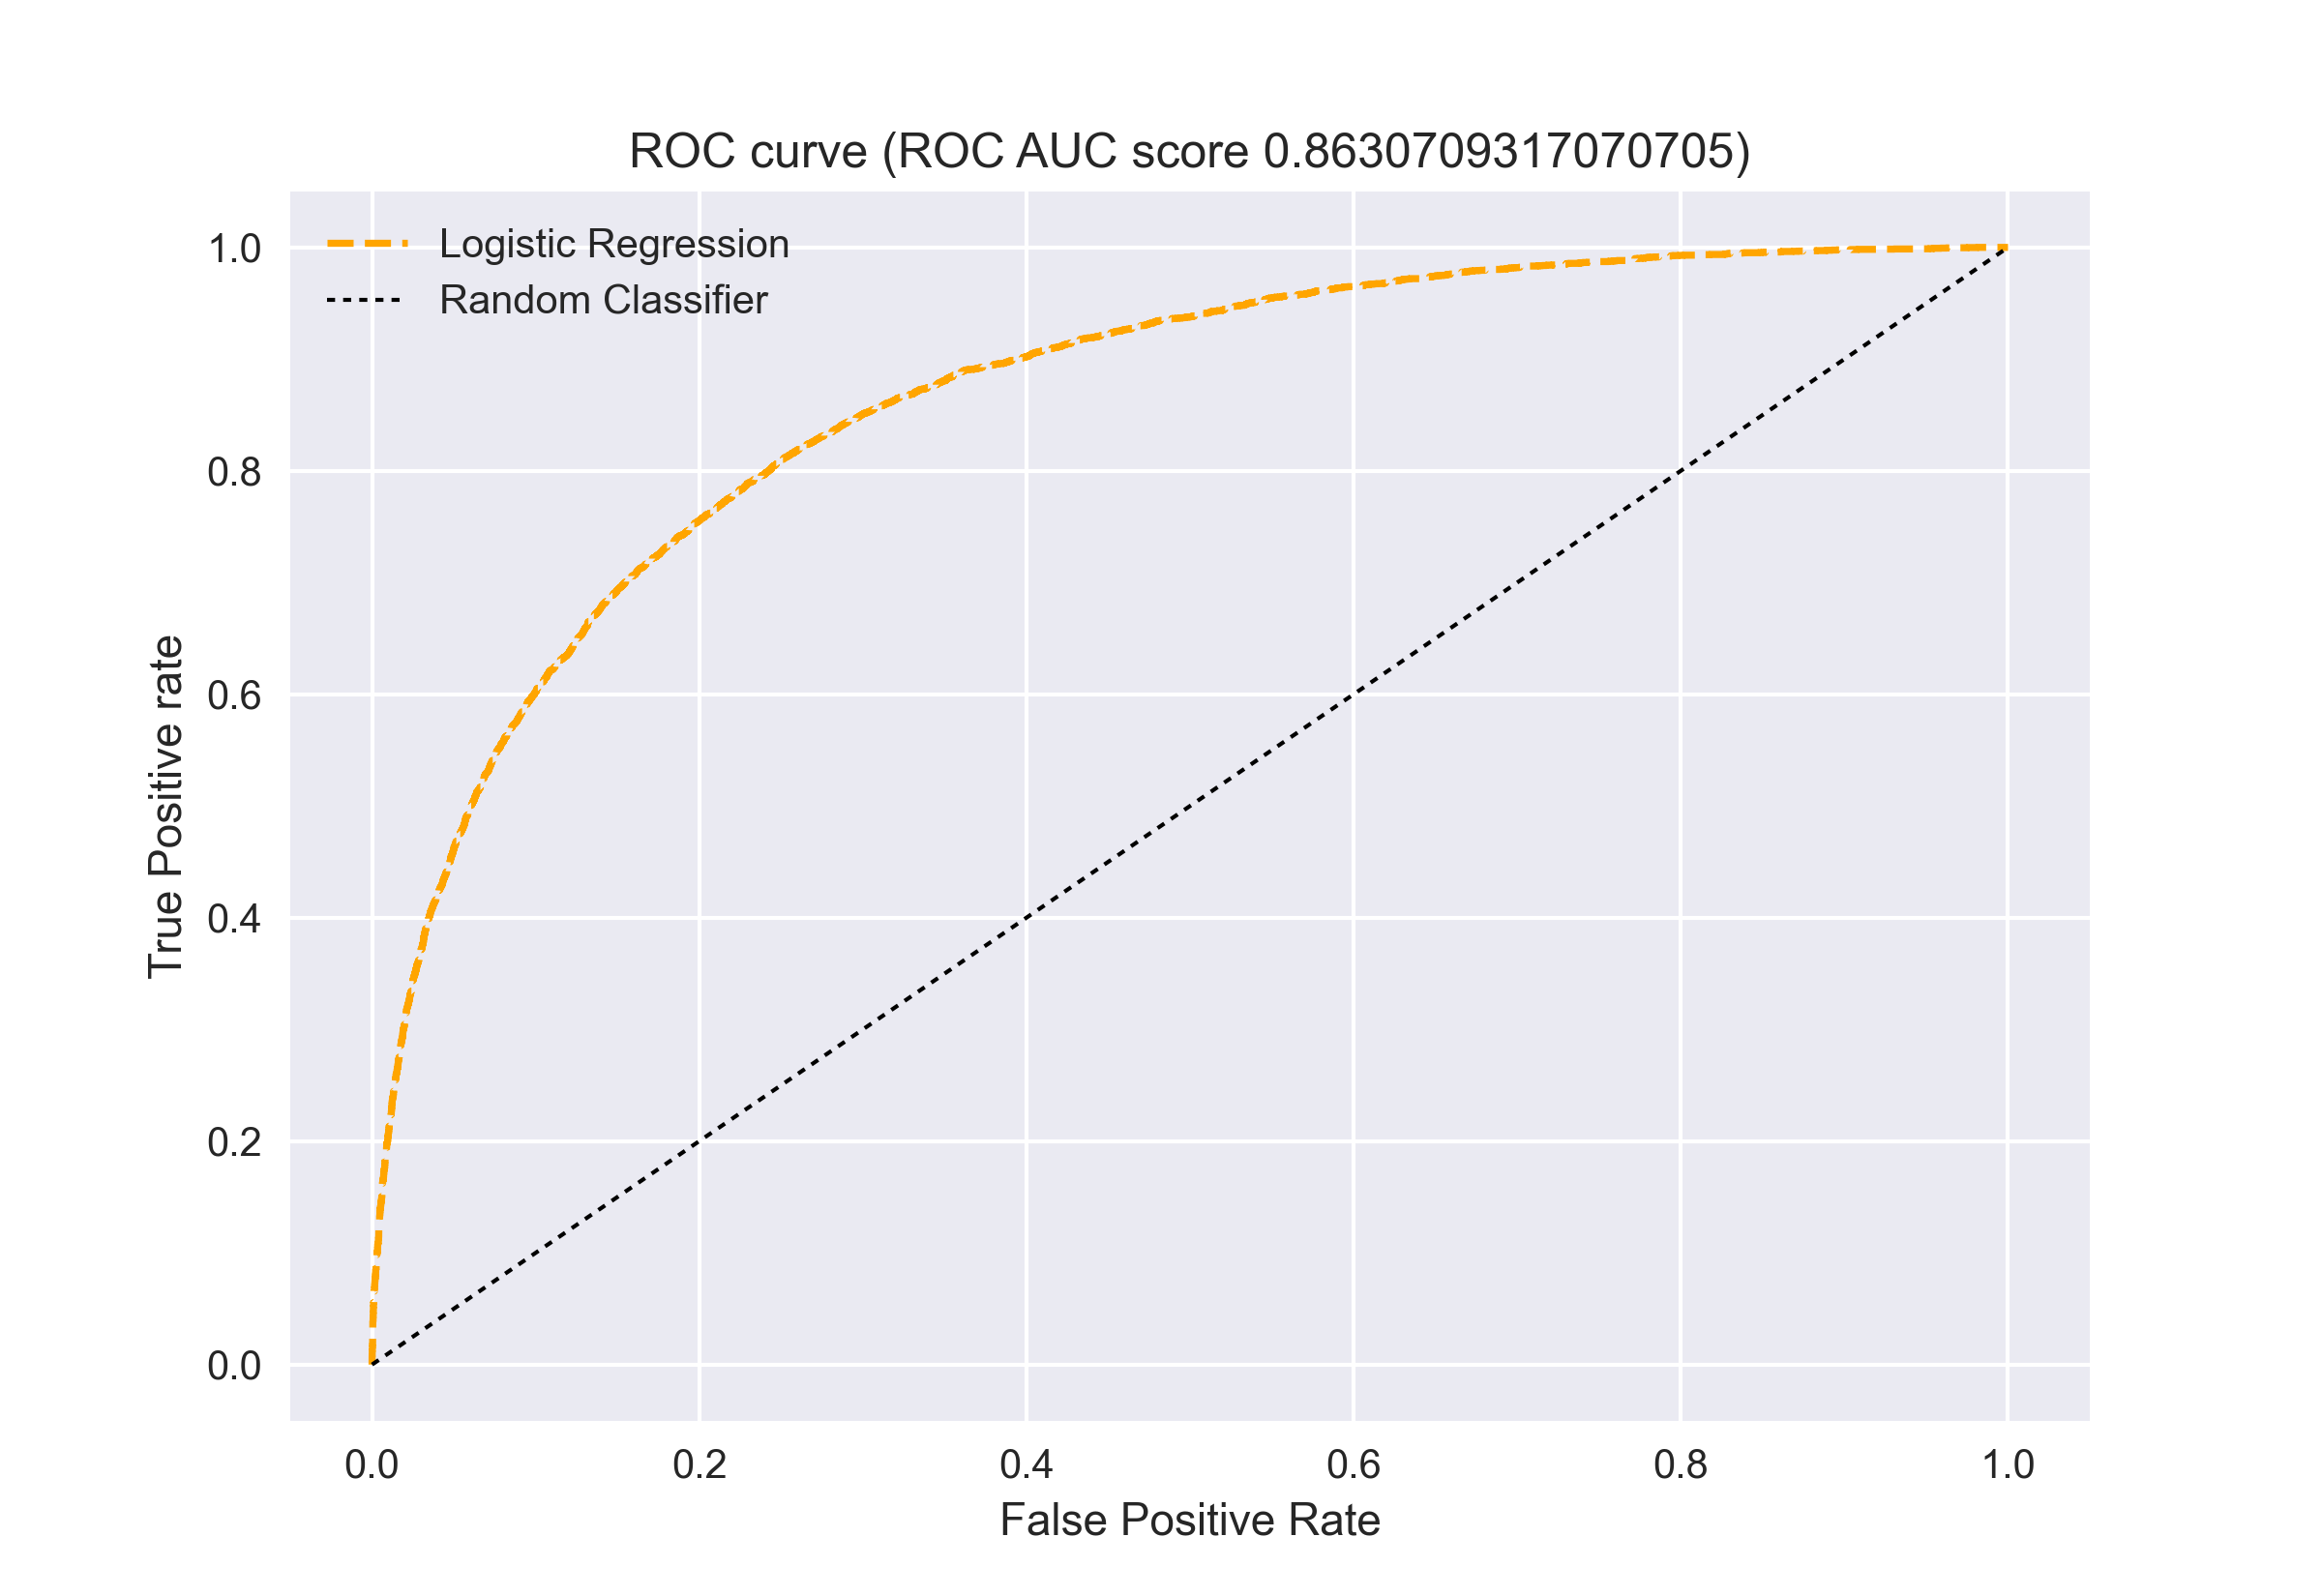 ROC curve (ROC AUC score 0.8630709317070705)
Logistic Regression
Random Classifier
1.0
0.8
0.6
0.4
0.2
0.0
True Positive rate
0.0 0.2 0.4 0.6 0.8 1.0
False Positive Rate